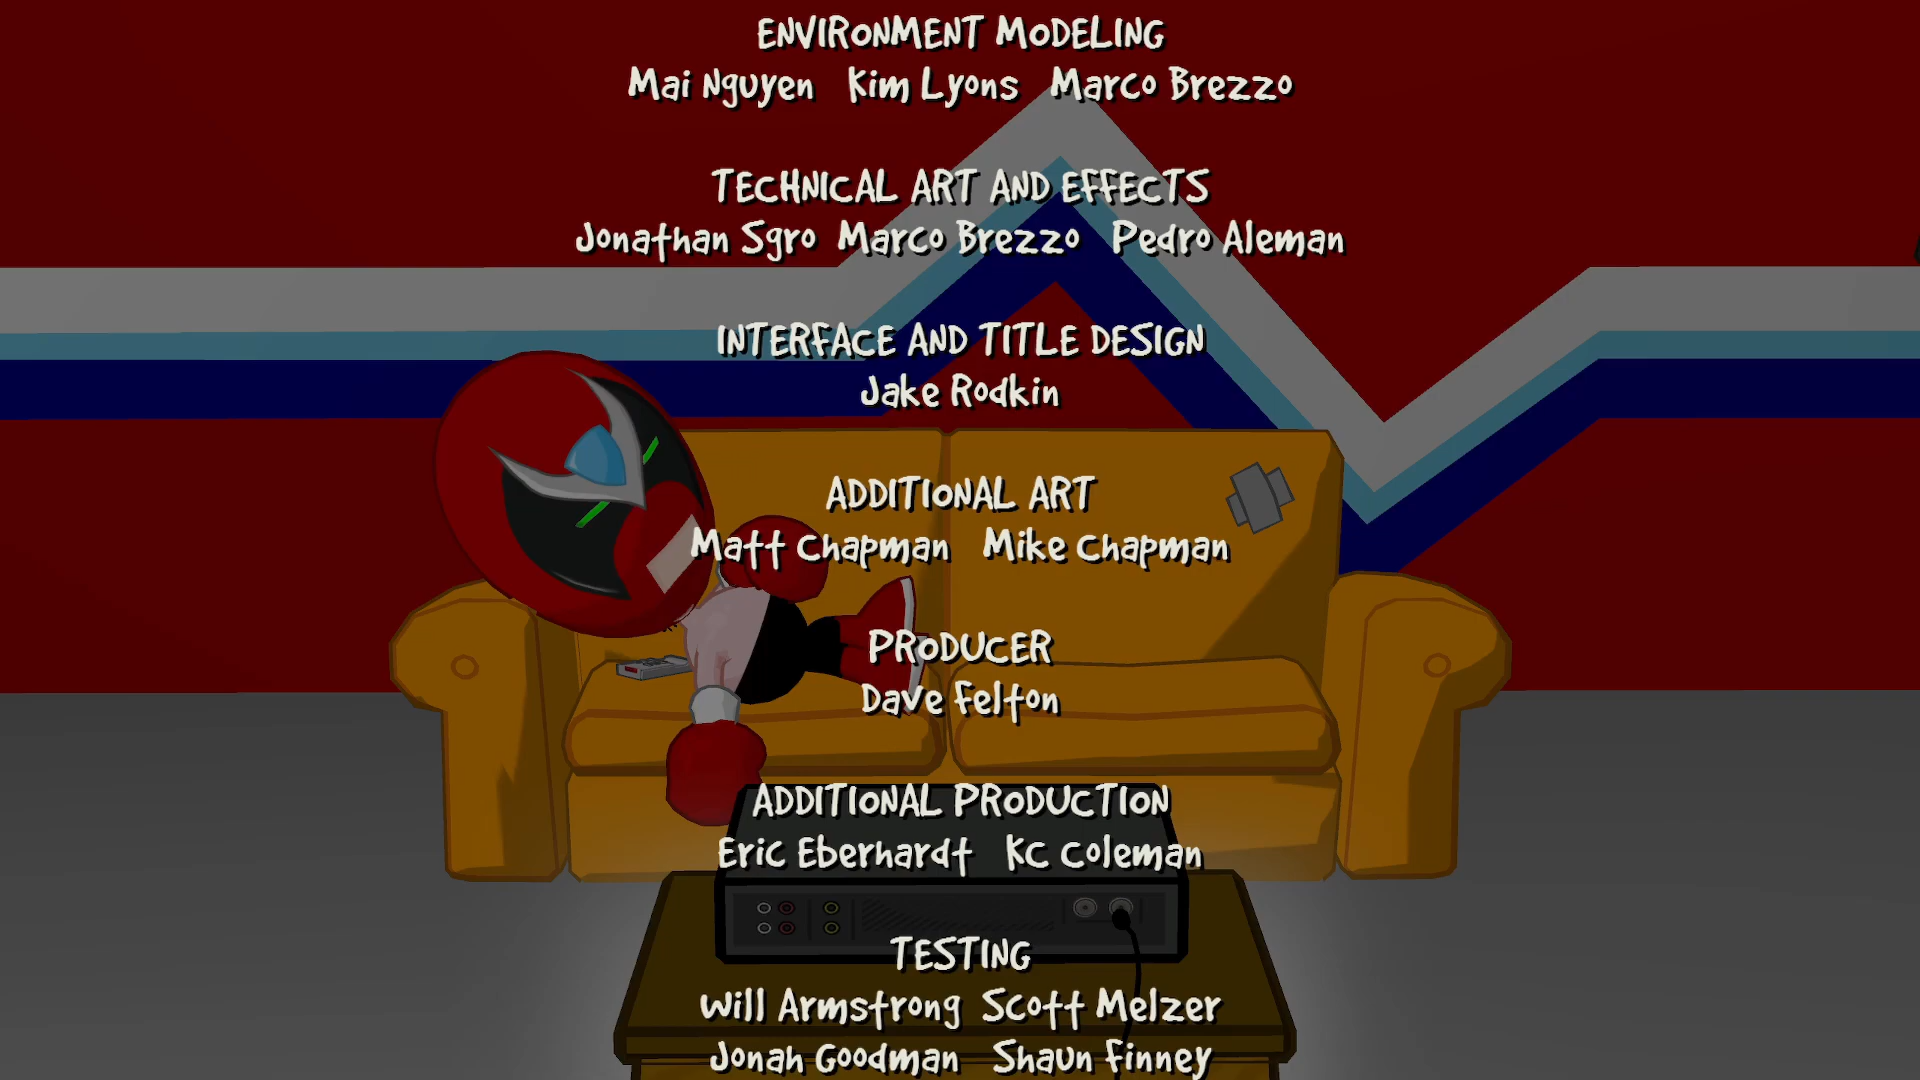 ENVIRONMENT MODELING
Mai Nguyen Kim Lyons Marco Brezzo
TECHNICAL ART AND EFFECTS
Jonathan Sgro Marco Brezzo Pedro Aleman
INTERFACE AND TITLE DESIGN
Jake Rodkin
ADDITIONAL ART
Matt Chapman Mike Chapman
PRODUCER
Dave Felton
ADDITIONAL PRODUCTION
Eric Eberhardt KC Coleman
TESTING
Will Armstrong Scott Melzer
Jonah Goodman Shaun Finney